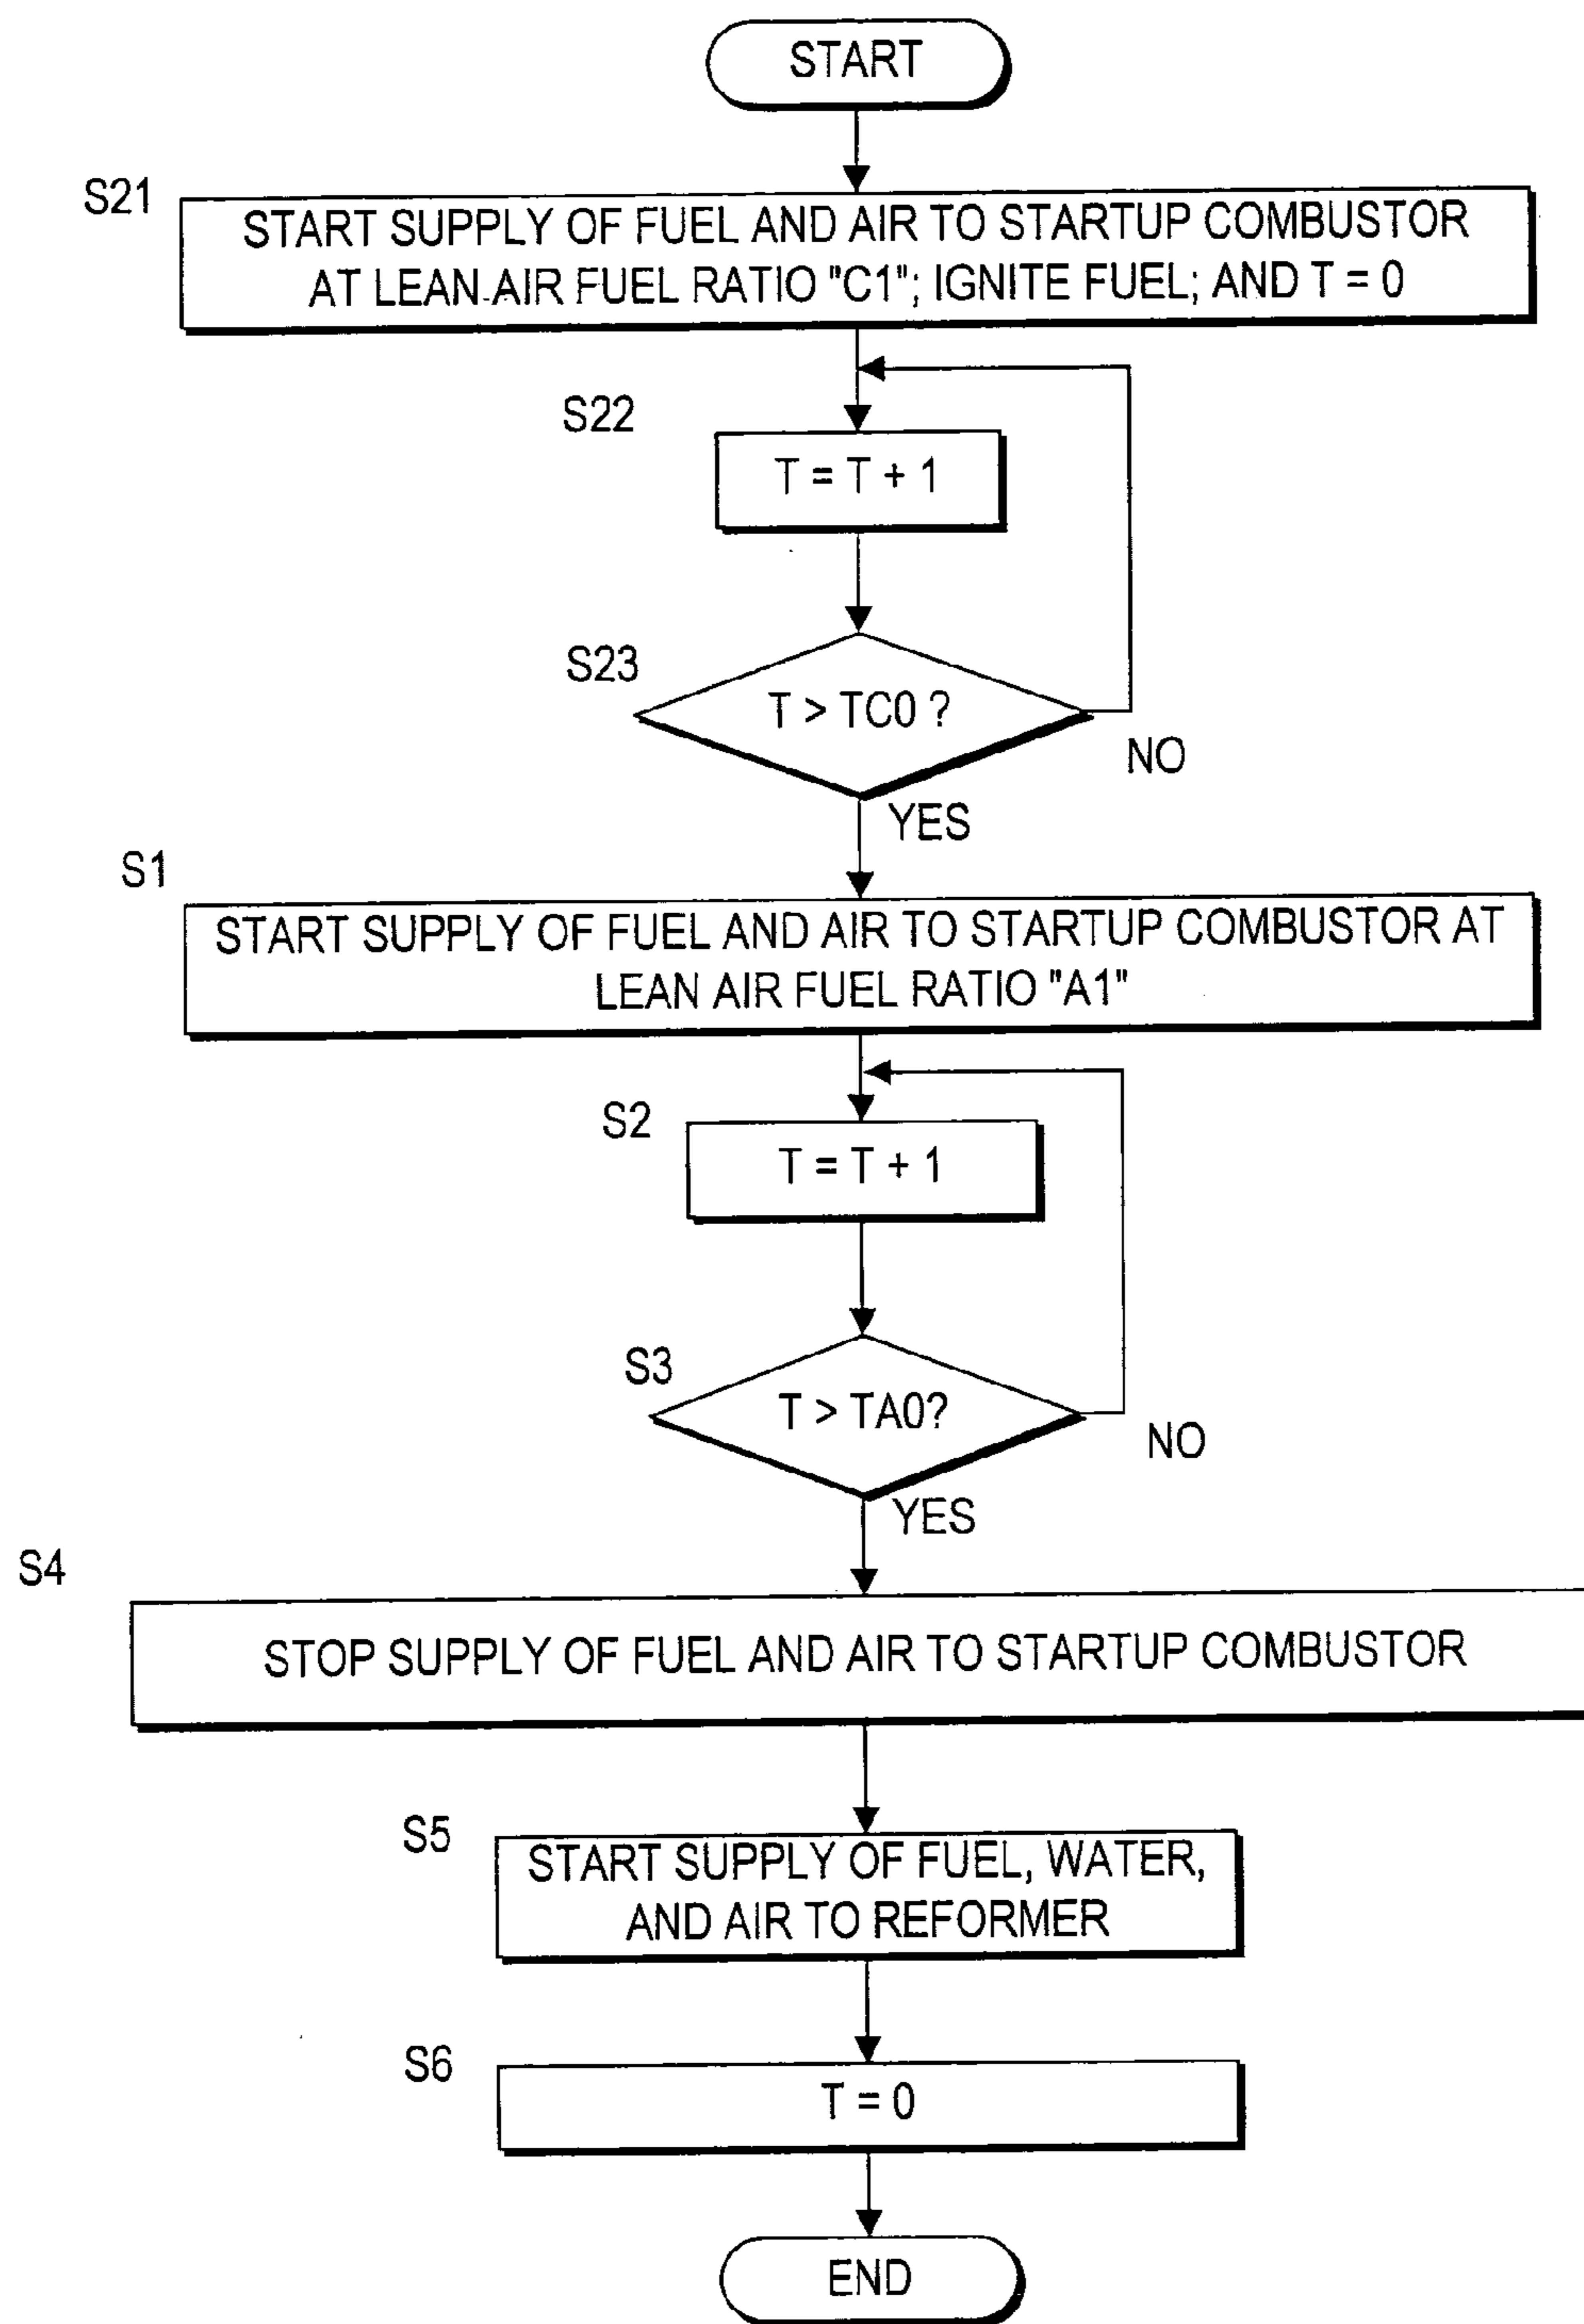 START
S21
START SUPPLY OF FUEL AND AIR TO STARTUP COMBUSTOR
AT LEAN AIR FUEL RATIO "C1"; IGNITE FUEL; AND T = 0
S22
T = T + 1
S23
T > TC0 ?
NO
YES
S1
START SUPPLY OF FUEL AND AIR TO STARTUP COMBUSTOR AT
LEAN AIR FUEL RATIO "A1"
S2
T = T + 1
S3
T > TA0?
NO
YES
S4
STOP SUPPLY OF FUEL AND AIR TO STARTUP COMBUSTOR
S5
START SUPPLY OF FUEL, WATER,
AND AIR TO REFORMER
S6
T = 0
END